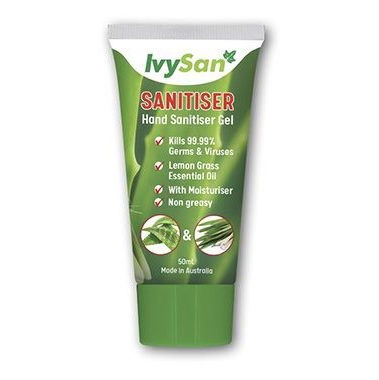 IvySan
SANITISER
Hand Sanitiser Gel
Kills 99.99%
Germs & Viruses
Lemon Grass
Essential Oil
With Moisturiser
Non greasy
&
50mL
Made in Australia